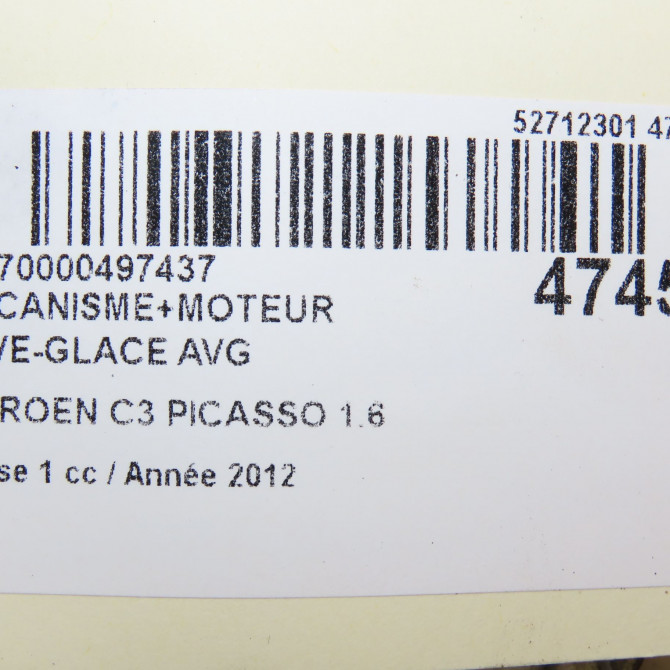 52712301 47
70000497437
4745
CANISME+MOTEUR
VE-GLACE AVG
ROEN C3 PICASSO 1.6
se 1 cc / Année 2012